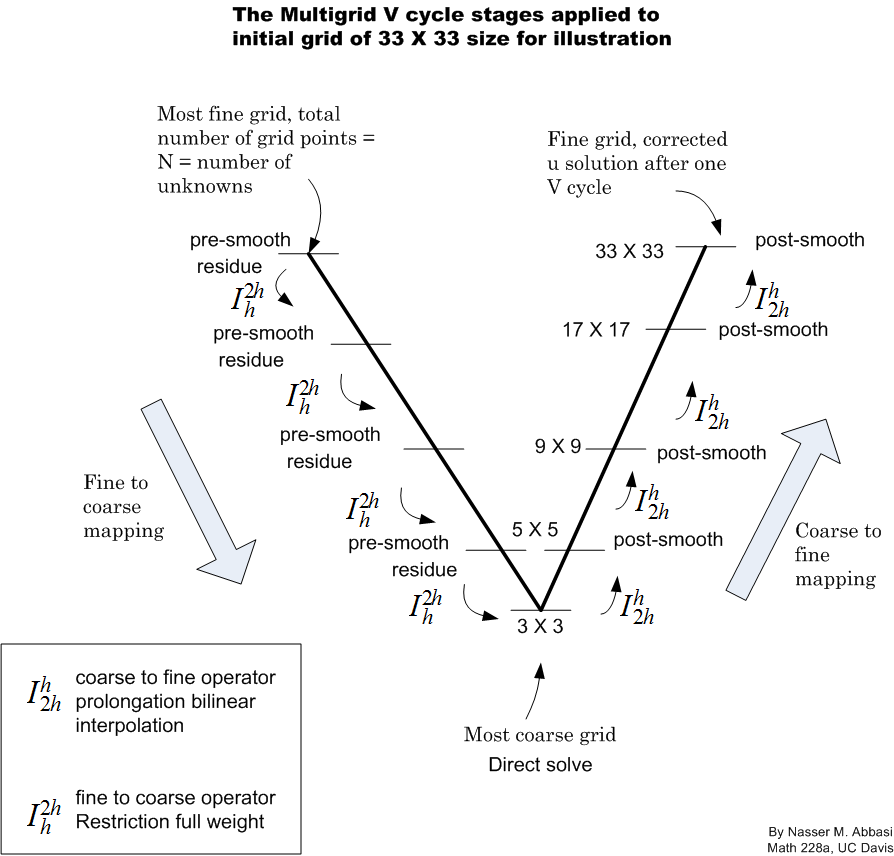 The Multigrid V cycle stages applied to
initial grid of 33 X 33 size for illustration
Most fine grid, total
number of grid points =
N = number of
unknowns
Fine grid, corrected
u solution after one
V cycle
pre-smooth
residue
I_h^{2h}
pre-smooth
residue
I_h^{2h}
pre-smooth
residue
I_h^{2h}
pre-smooth
residue
I_h^{2h}
Fine to
coarse
mapping
33 X 33
post-smooth
I_{2h}^h
17 X 17
post-smooth
I_{2h}^h
9 X 9
post-smooth
I_{2h}^h
5 X 5
post-smooth
I_{2h}^h
3 X 3
Coarse to
fine
mapping
Most coarse grid
Direct solve
I_{2h}^h
coarse to fine operator
prolongation bilinear
interpolation
I_h^{2h}
fine to coarse operator
Restriction full weight
By Nasser M. Abbasi
Math 228a, UC Davis